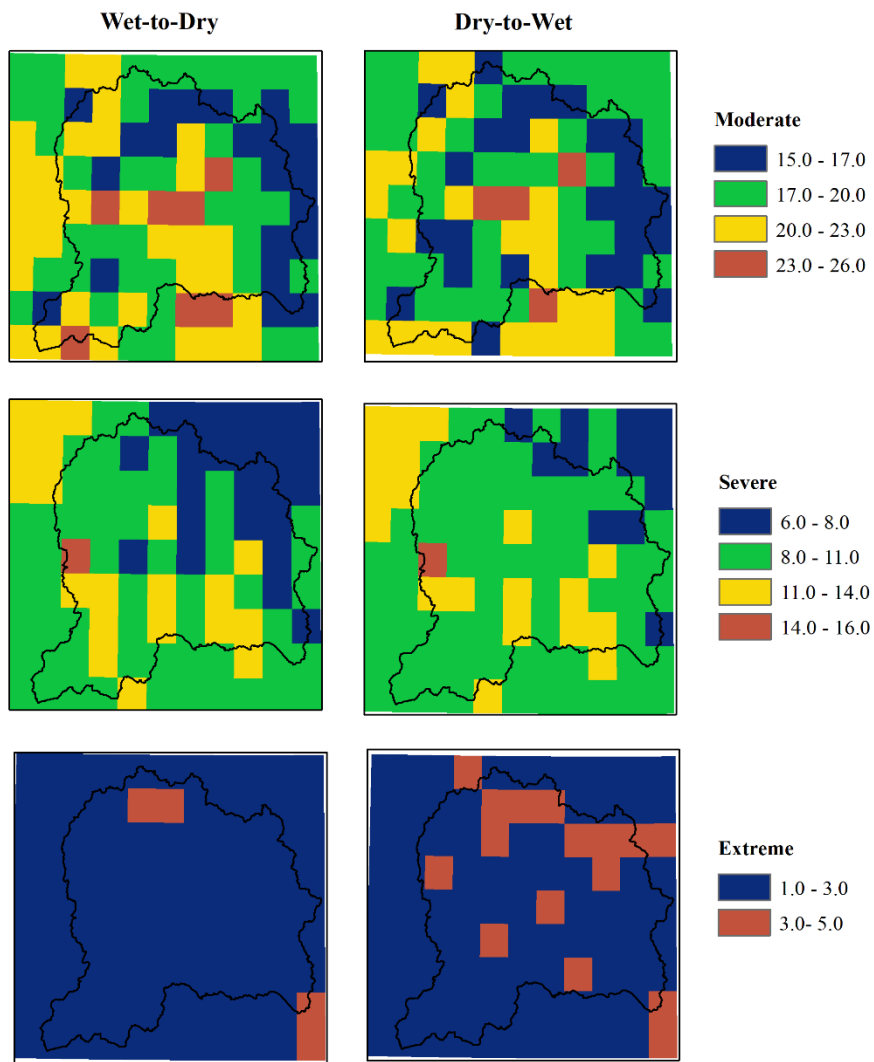 Wet-to-Dry
Dry-to-Wet
Moderate
15.0 - 17.0
17.0 - 20.0
20.0 - 23.0
23.0 - 26.0
Severe
6.0 - 8.0
8.0 - 11.0
11.0 - 14.0
14.0 - 16.0
Extreme
1.0 - 3.0
3.0- 5.0